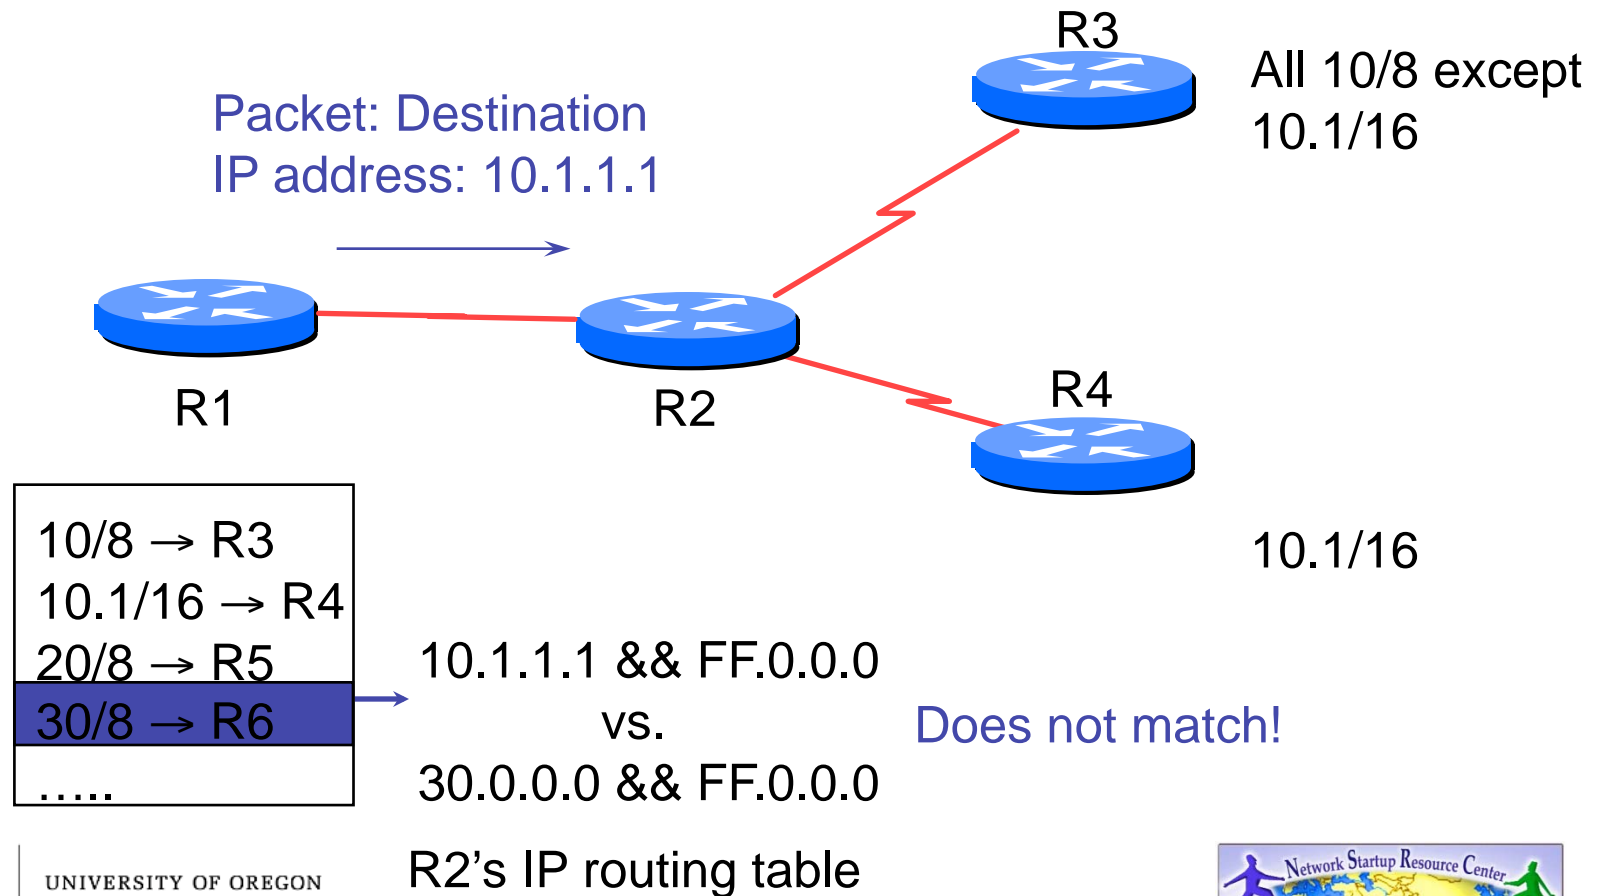 R3
All 10/8 except
10.1/16
Packet: Destination
IP address: 10.1.1.1
R1
R2
R4
10.1/16
10/8 → R3
10.1/16 → R4
20/8 → R5
30/8 → R6
…..
10.1.1.1 && FF.0.0.0
vs.
30.0.0.0 && FF.0.0.0
Does not match!
R2’s IP routing table
UNIVERSITY OF OREGON
Network Startup Resource Center